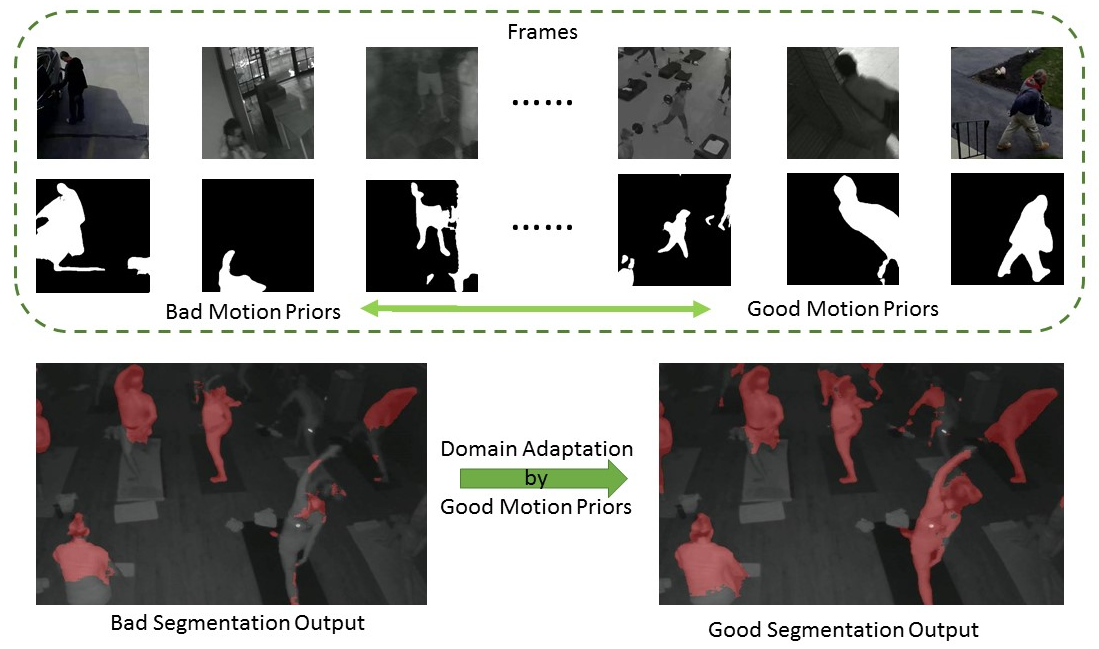 Frames
......
......
Bad Motion Priors
Good Motion Priors
Domain Adaptation
by
Good Motion Priors
Bad Segmentation Output
Good Segmentation Output